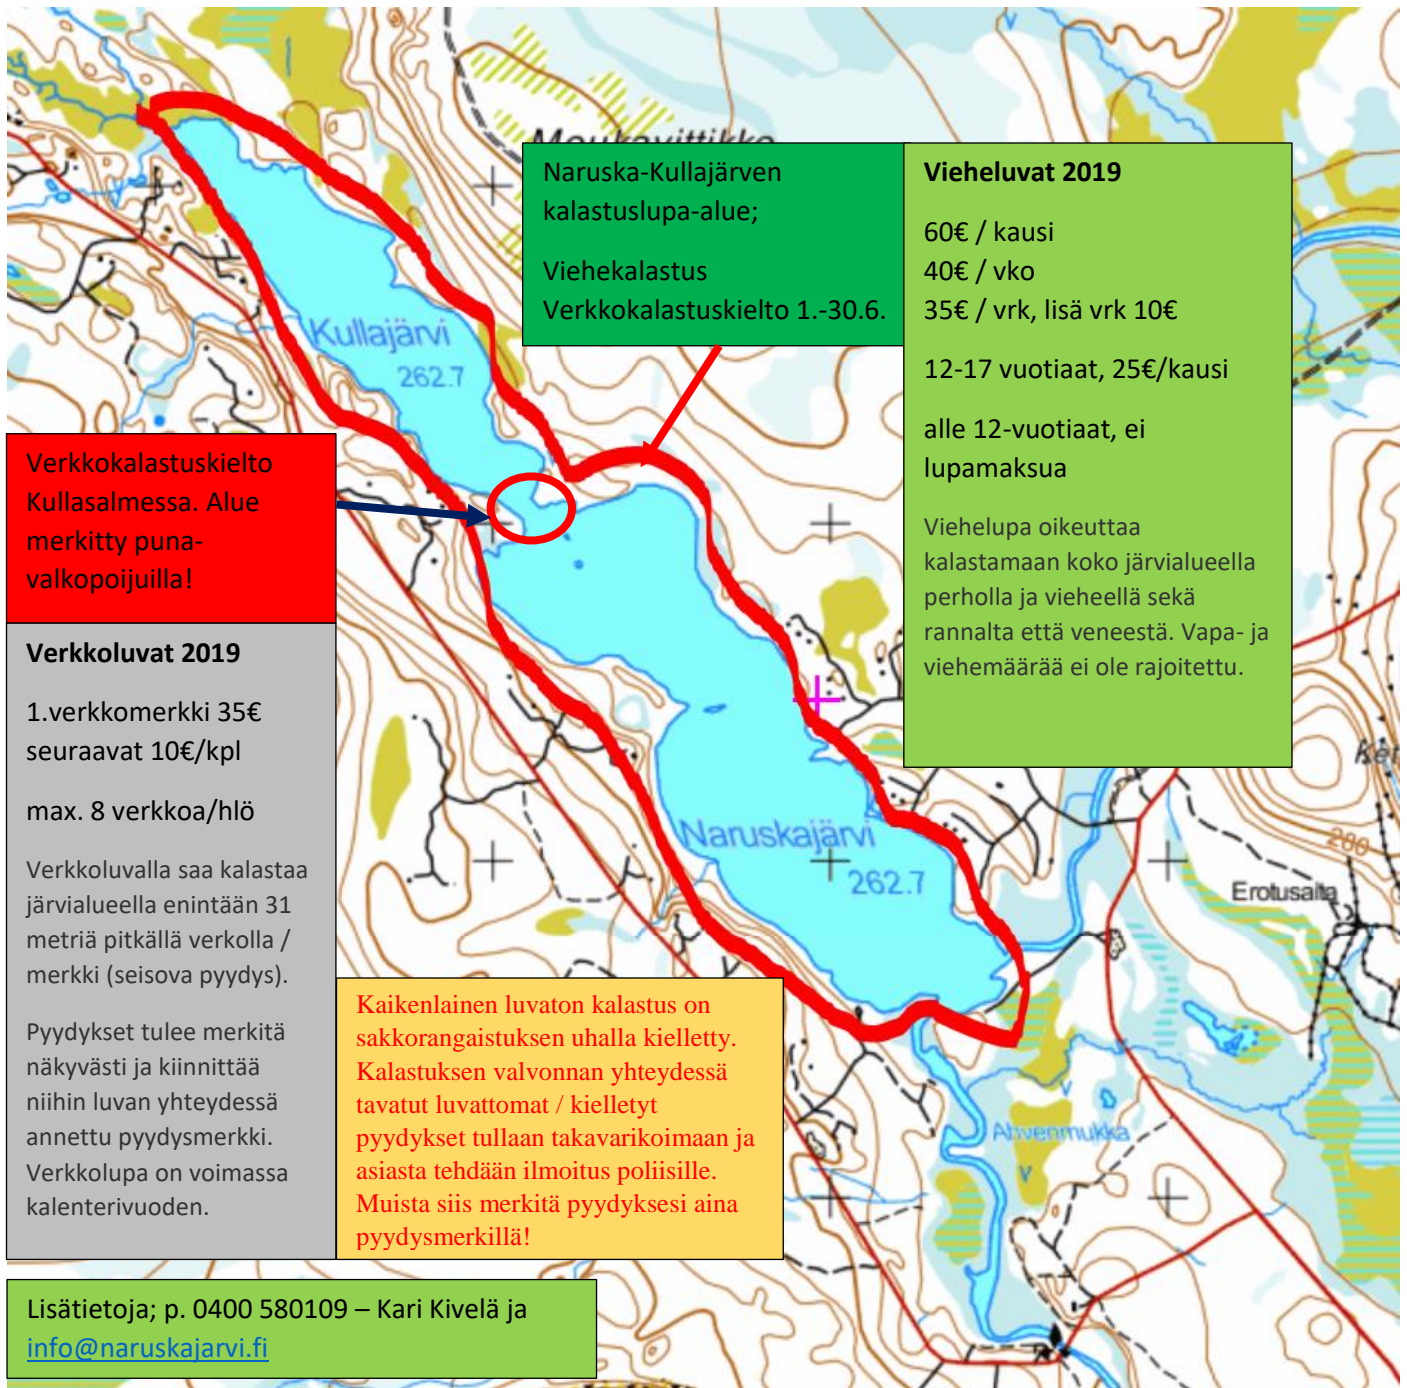 Moukavittikko
Naruska-Kullajärven
kalastuslupa-alue;
Viehekalastus
Verkkokalastuskielto 1.-30.6.
Vieheluvat 2019
60€ / kausi
40€ / vko
35€ / vrk, lisä vrk 10€
12-17 vuotiaat, 25€/kausi
alle 12-vuotiaat, ei
lupamaksua
Viehelupa oikeuttaa
kalastamaan koko järvialueella
perholla ja vieheellä sekä
rannalta että veneestä. Vapa- ja
viehemäärää ei ole rajoitettu.
Kullajärvi
262.7
Verkkokalastuskielto
Kullasalmessa. Alue
merkitty puna-
valkopoijuilla!
Verkkoluvat 2019
1.verkkomerkki 35€
seuraavat 10€/kpl
max. 8 verkkoa/hlö
Verkkoluvalla saa kalastaa
järvialueella enintään 31
metriä pitkällä verkolla /
merkki (seisova pyydys).
Pyydykset tulee merkitä
näkyvästi ja kiinnittää
niihin luvan yhteydessä
annettu pyydysmerkki.
Verkkolupa on voimassa
kalenterivuoden.
Naruskajärvi
262.7
Ket
280
Erotusaita
Ahvenmukka
Kaikenlainen luvaton kalastus on
sakkorangaistuksen uhalla kielletty.
Kalastuksen valvonnan yhteydessä
tavatut luvattomat / kielletyt
pyydykset tullaan takavarikoimaan ja
asiasta tehdään ilmoitus poliisille.
Muista siis merkitä pyydyksesi aina
pyydysmerkillä!
Lisätietoja; p. 0400 580109 – Kari Kivelä ja
info@naruskajarvi.fi